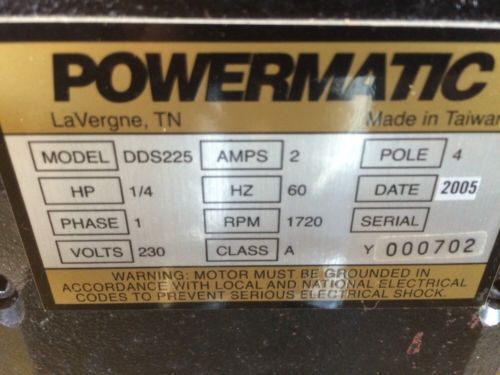 POWERMATIC
LaVergne, TN Made in Taiwan
MODEL DDS225 AMPS 2 POLE 4
HP 1/4 HZ 60 DATE 2005
PHASE 1 RPM 1720 SERIAL
VOLTS 230 CLASS A Y 000702
WARNING: MOTOR MUST BE GROUNDED IN
ACCORDANCE WITH LOCAL AND NATIONAL ELECTRICAL
CODES TO PREVENT SERIOUS ELECTRICAL SHOCK.